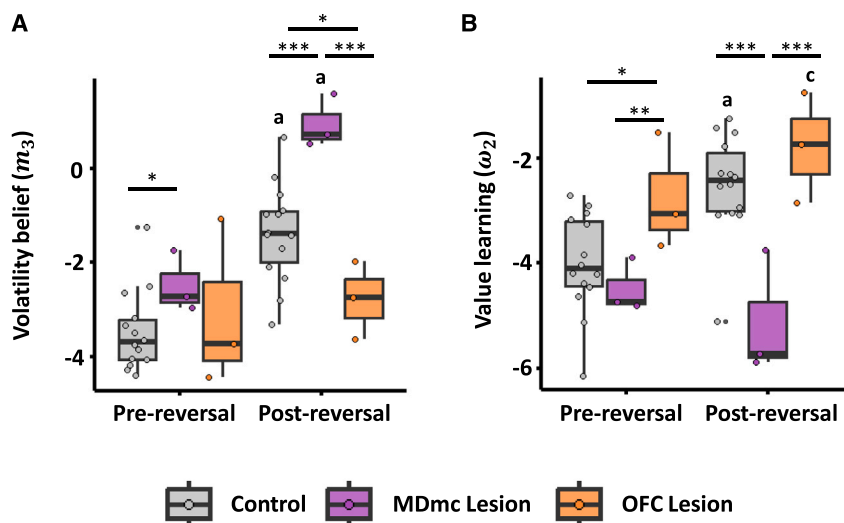 A
B
*
*** ***
*
a
a
Volatility belief (m₃)
0
-2
-4
Pre-reversal Post-reversal
*
**
*** ***
a
c
Value learning (ω₂)
-2
-4
-6
Pre-reversal Post-reversal
Control MDmc Lesion OFC Lesion